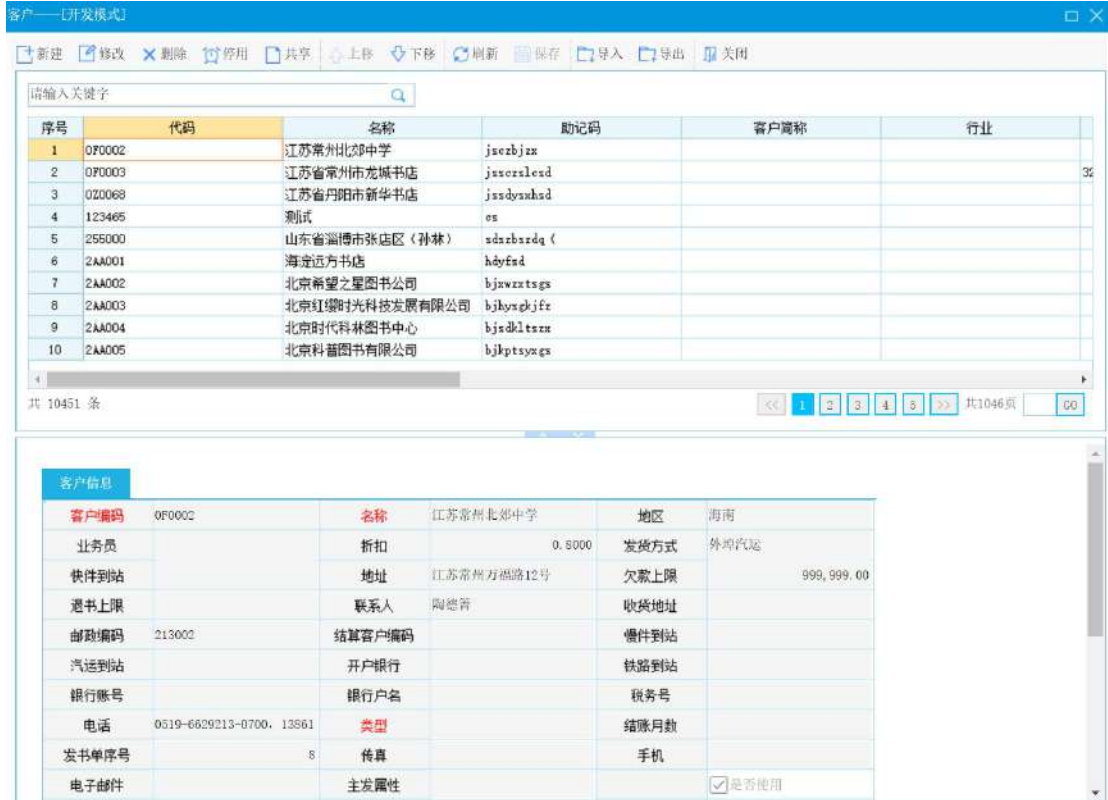 客户——[开发模式]
新建 修改 删除 停用 共享 上移 下移 刷新 保存 导入 导出 关闭
请输入关键字
序号 代码 名称 助记码 客户简称 行业
1 0F0002 江苏常州北郊中学 jsczbjzx
2 0F0003 江苏省常州市龙城书店 jssczslcsd 32
3 0Z0068 江苏省丹阳市新华书店 jssdysxhsd
4 123465 测试 cs
5 255000 山东省淄博市张店区（孙林） sdszbszdq (
6 2AA001 海淀远方书店 hdyfsd
7 2AA002 北京希望之星图书公司 bjxwzxtsgs
8 2AA003 北京红缨时光科技发展有限公司 bjhysgkjfz
9 2AA004 北京时代科林图书中心 bjsdkltszx
10 2AA005 北京科普图书有限公司 bjkptsyxgs
共 10451 条 << 1 2 3 4 5 >> 共1046页 GO
客户信息
客户编码 0F0002 名称 江苏常州北郊中学 地区 海南
业务员 折扣 0.8000 发货方式 外埠汽运
快件到站 地址 江苏常州万福路12号 欠款上限 999,999.00
退书上限 联系人 陶德 收货地址
邮政编码 213002 结算客户编码 慢件到站
汽运到站 开户银行 铁路到站
银行账号 银行户名 税务号
电话 0519-6629213-0700，13861 类型 结账月数
发书单序号 8 传真 手机
电子邮件 主发属性 是否使用